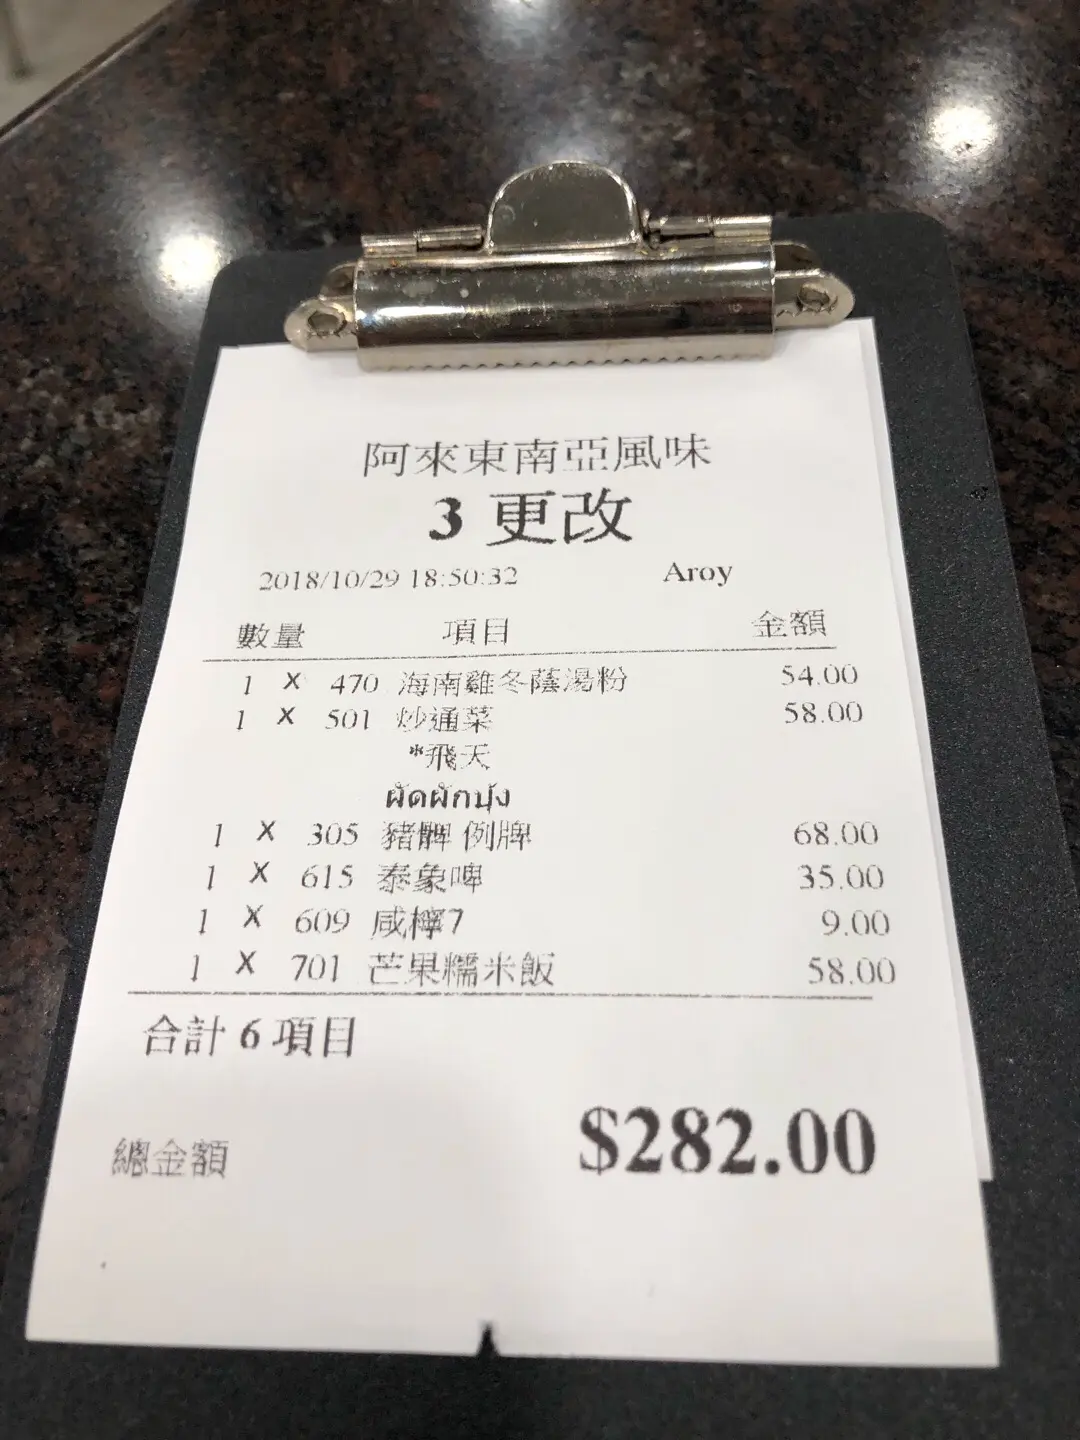 阿來東南亞風味
3 更改
2018/10/29 18:50:32 Aroy
數量 項目 金額
1 X 470 海南雞冬蔭湯粉 54.00
1 X 501 炒通菜 58.00
*飛天
ผัดผักบุ้ง
1 X 305 豬髀 例牌 68.00
1 X 615 泰象啤 35.00
1 X 609 咸檸7 9.00
1 X 701 芒果糯米飯 58.00
合計 6 項目
總金額 $282.00